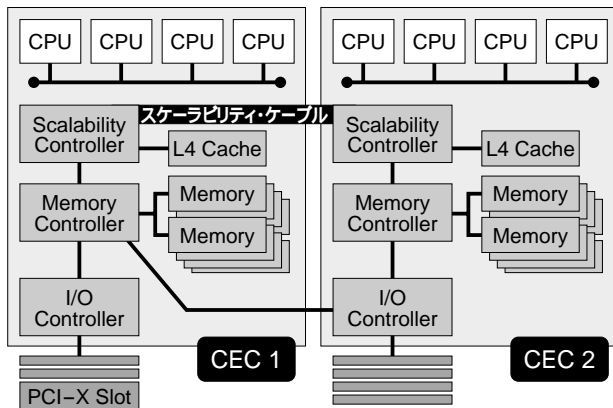 CPU CPU CPU CPU
CPU CPU CPU CPU
スケーラビリティ・ケーブル
Scalability
Controller
L4 Cache
Memory
Controller
Memory
Memory
I/O
Controller
CEC 1
PCI-X Slot
Scalability
Controller
L4 Cache
Memory
Controller
Memory
Memory
I/O
Controller
CEC 2